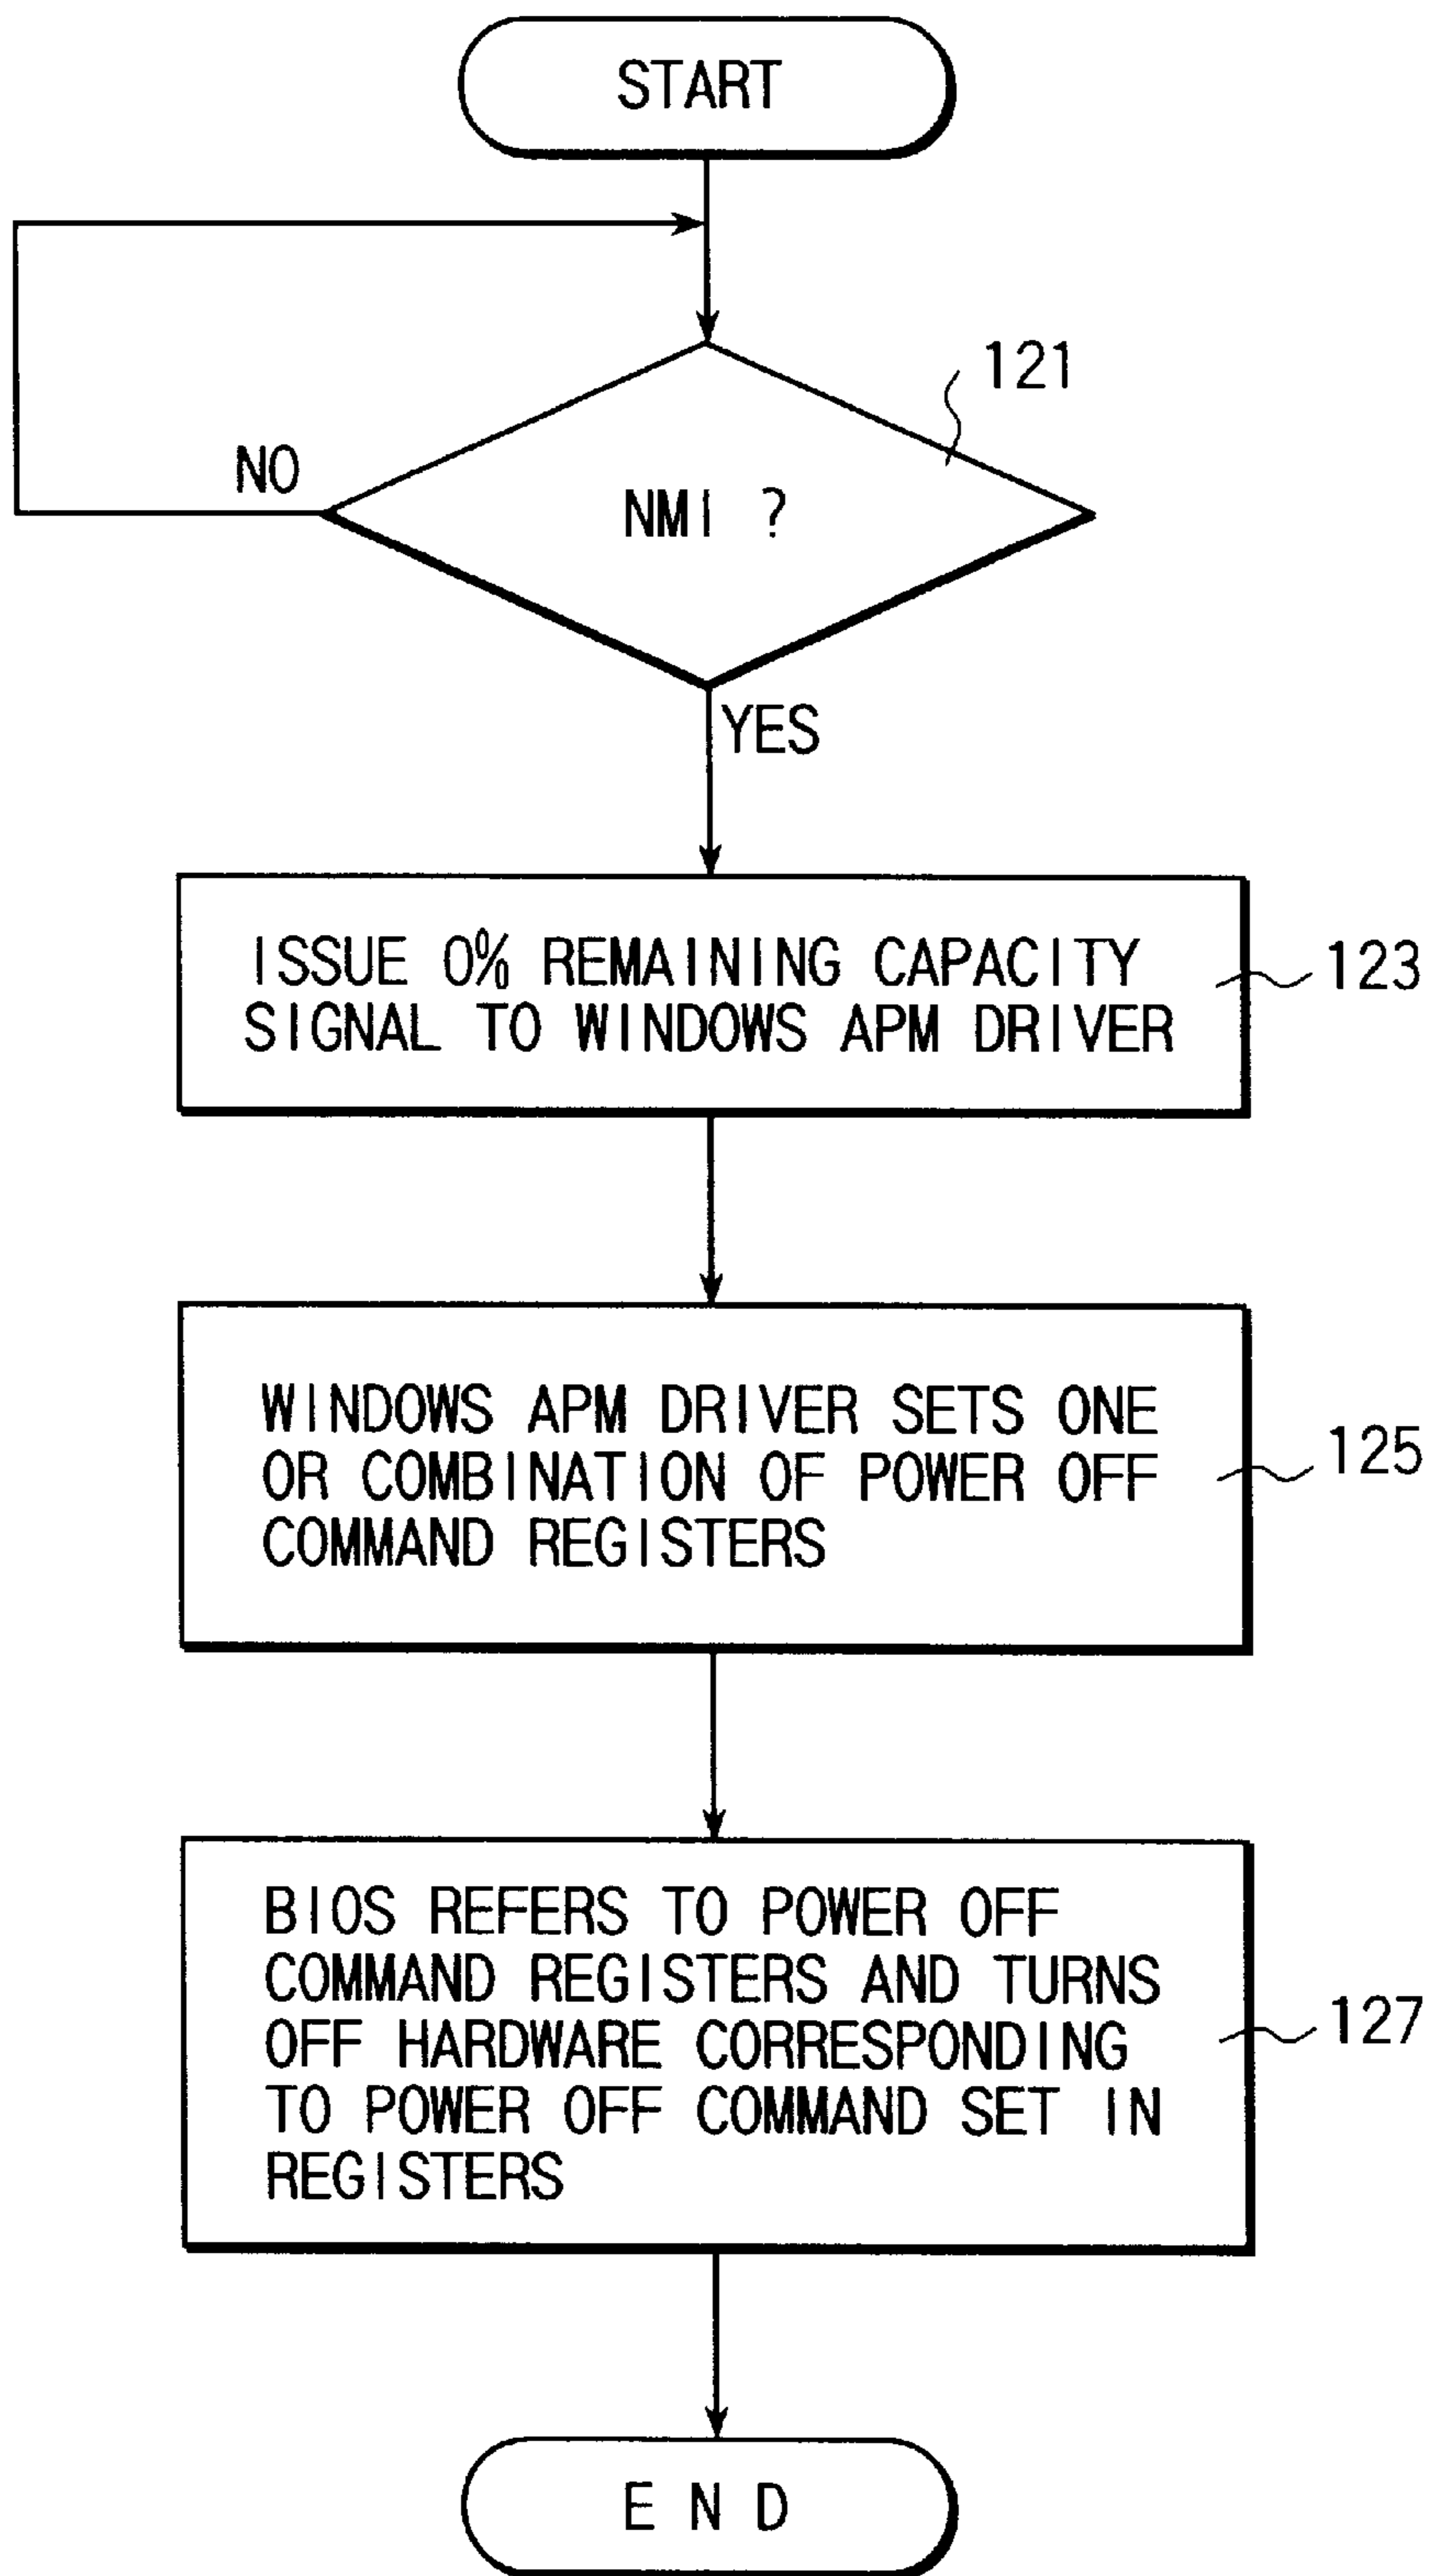 START
121
NO
NMI ?
YES
ISSUE 0% REMAINING CAPACITY
SIGNAL TO WINDOWS APM DRIVER
123
WINDOWS APM DRIVER SETS ONE
OR COMBINATION OF POWER OFF
COMMAND REGISTERS
125
BIOS REFERS TO POWER OFF
COMMAND REGISTERS AND TURNS
OFF HARDWARE CORRESPONDING
TO POWER OFF COMMAND SET IN
REGISTERS
127
END